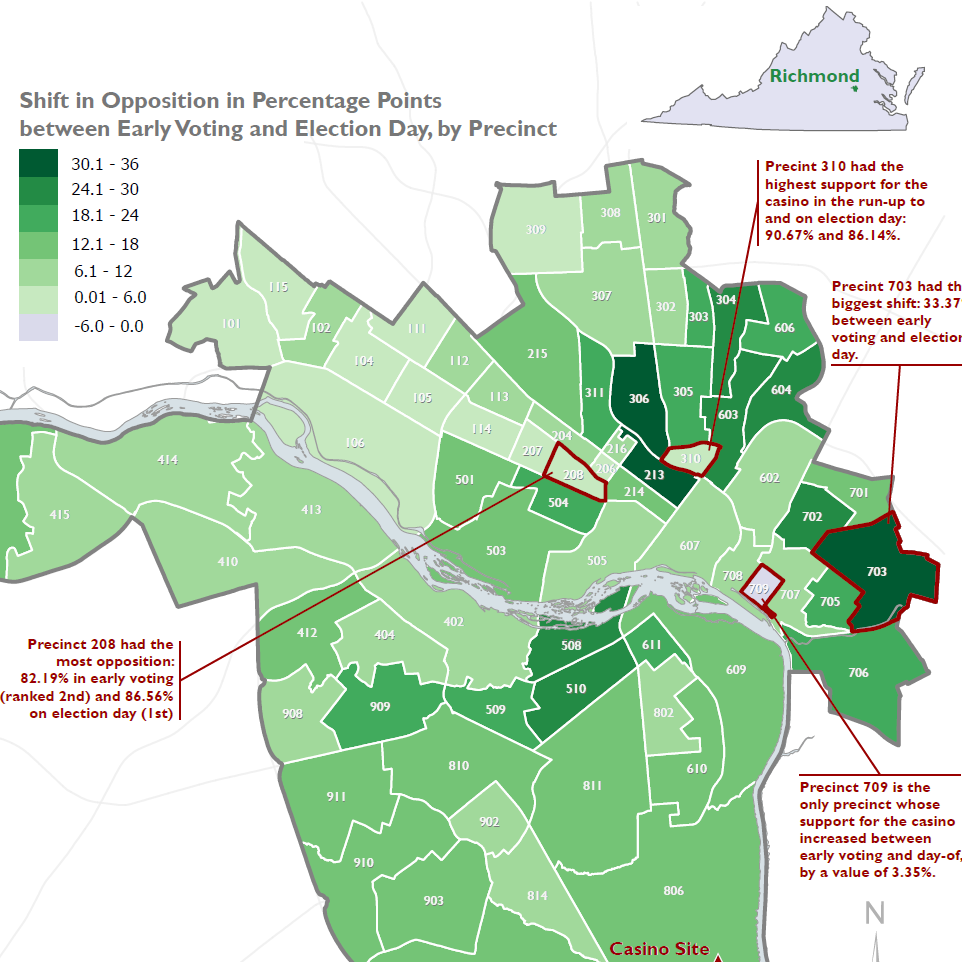 Richmond
Shift in Opposition in Percentage Points
between Early Voting and Election Day, by Precinct
30.1 - 36
24.1 - 30
18.1 - 24
12.1 - 18
6.1 - 12
0.01 - 6.0
-6.0 - 0.0
Precint 310 had the
highest support for the
casino in the run-up to
and on election day:
90.67% and 86.14%.
Precint 703 had th
biggest shift: 33.37
between early
voting and election
day.
309
308
301
115
101
102
111
104
112
105
113
114
106
215
307
302
303
304
606
311
306
305
603
604
204
207
216
206
208
310
213
214
602
501
504
414
415
413
410
503
505
607
701
702
703
708
709
707
705
706
412
404
402
508
611
609
510
509
909
908
802
610
810
811
911
902
910
903
814
806
Precinct 208 had the
most opposition:
82.19% in early voting
(ranked 2nd) and 86.56%
on election day (1st)
Precinct 709 is the
only precinct whose
support for the casino
increased between
early voting and day-of,
by a value of 3.35%.
N
Casino Site